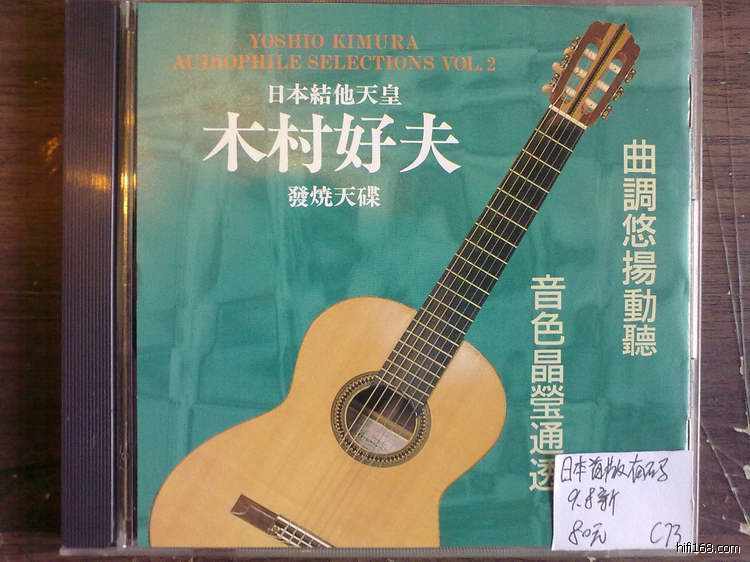 YOSHIO KIMURA
AUDIOPHILE SELECTIONS VOL. 2
日本結他天皇
木村好夫
發燒天碟
曲調悠揚動聽
音色晶瑩通透
日本首版有码
9.8新
80元 C73
hifi168.com